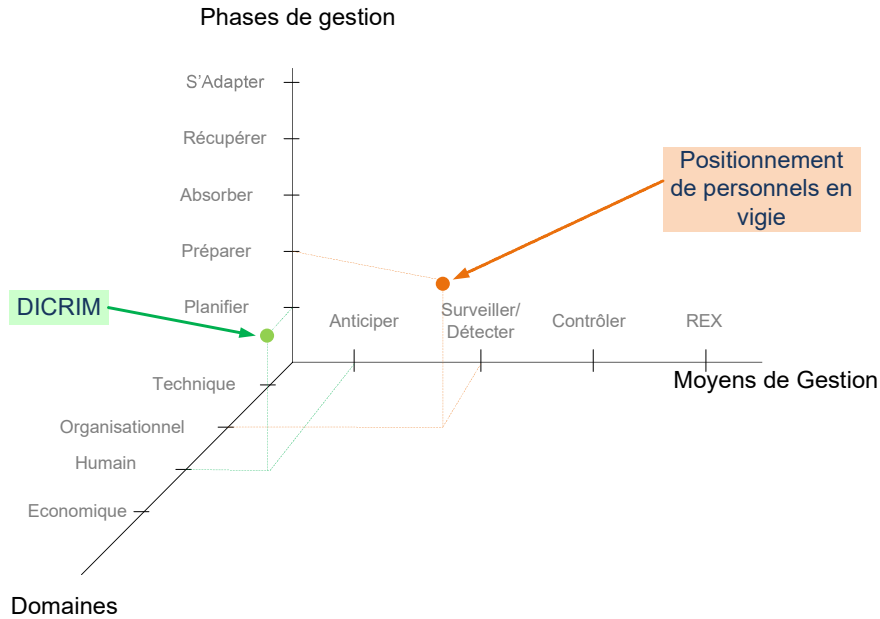 Phases de gestion
S'Adapter
Récupérer
Absorber
Préparer
Planifier
Positionnement
de personnels en
vigie
DICRIM
Anticiper
Surveiller/
Détecter
Contrôler
REX
Moyens de Gestion
Technique
Organisationnel
Humain
Economique
Domaines